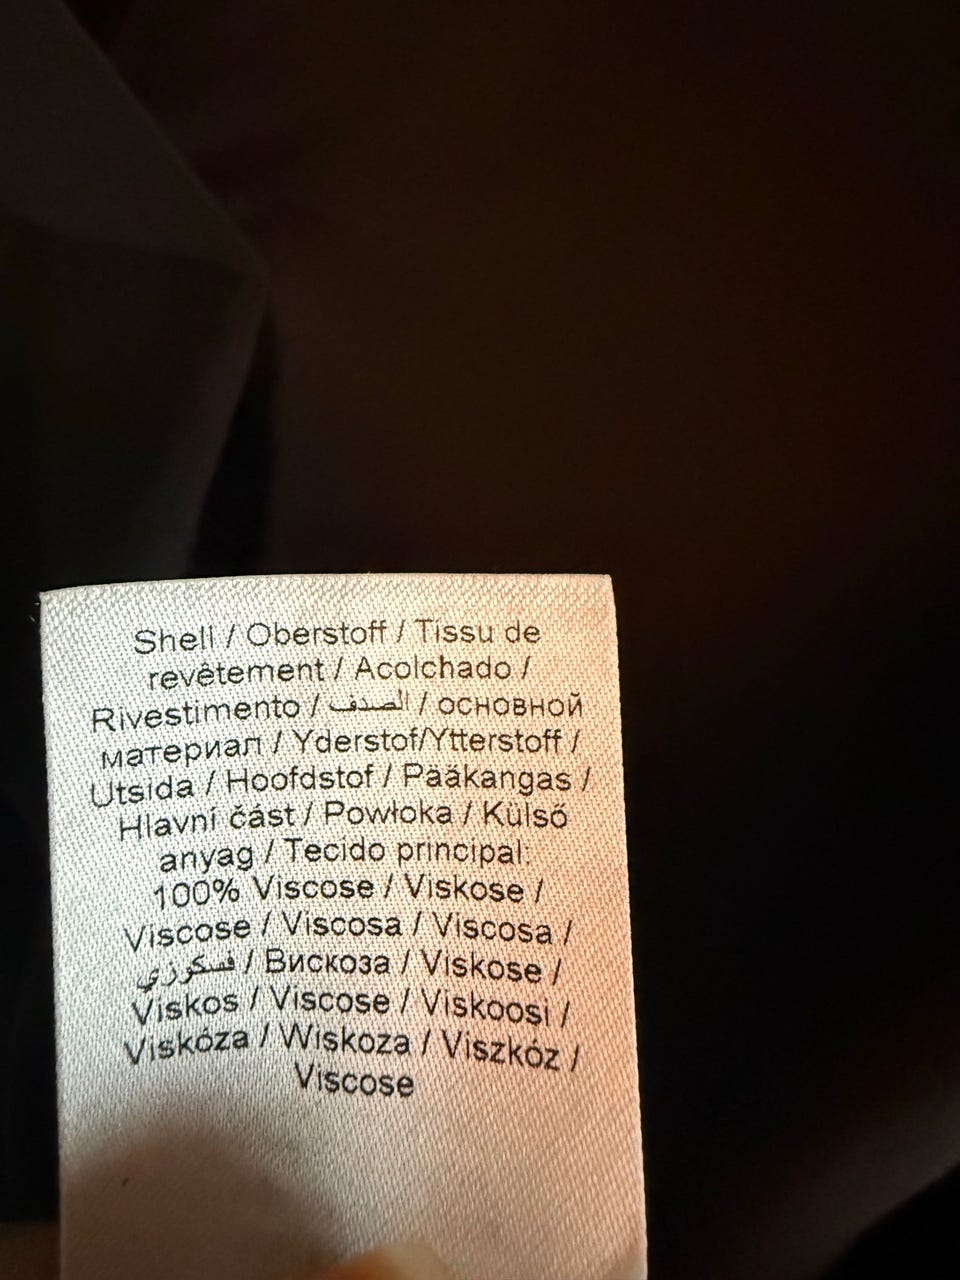 Shell / Oberstoff / Tissu de
revêtement / Acolchado /
Rivestimento / الصدف / основной
материал / Yderstof/Ytterstoff /
Utsida / Hoofdstof / Pääkangas /
Hlavní část / Powłoka / Külső
anyag / Tecido principal:
100% Viscose / Viskose /
Viscose / Viscosa / Viscosa /
فسكوزي / Вискоза / Viskose /
Viskos / Viscose / Viskoosi /
Viskóza / Wiskoza / Viszkóz /
Viscose